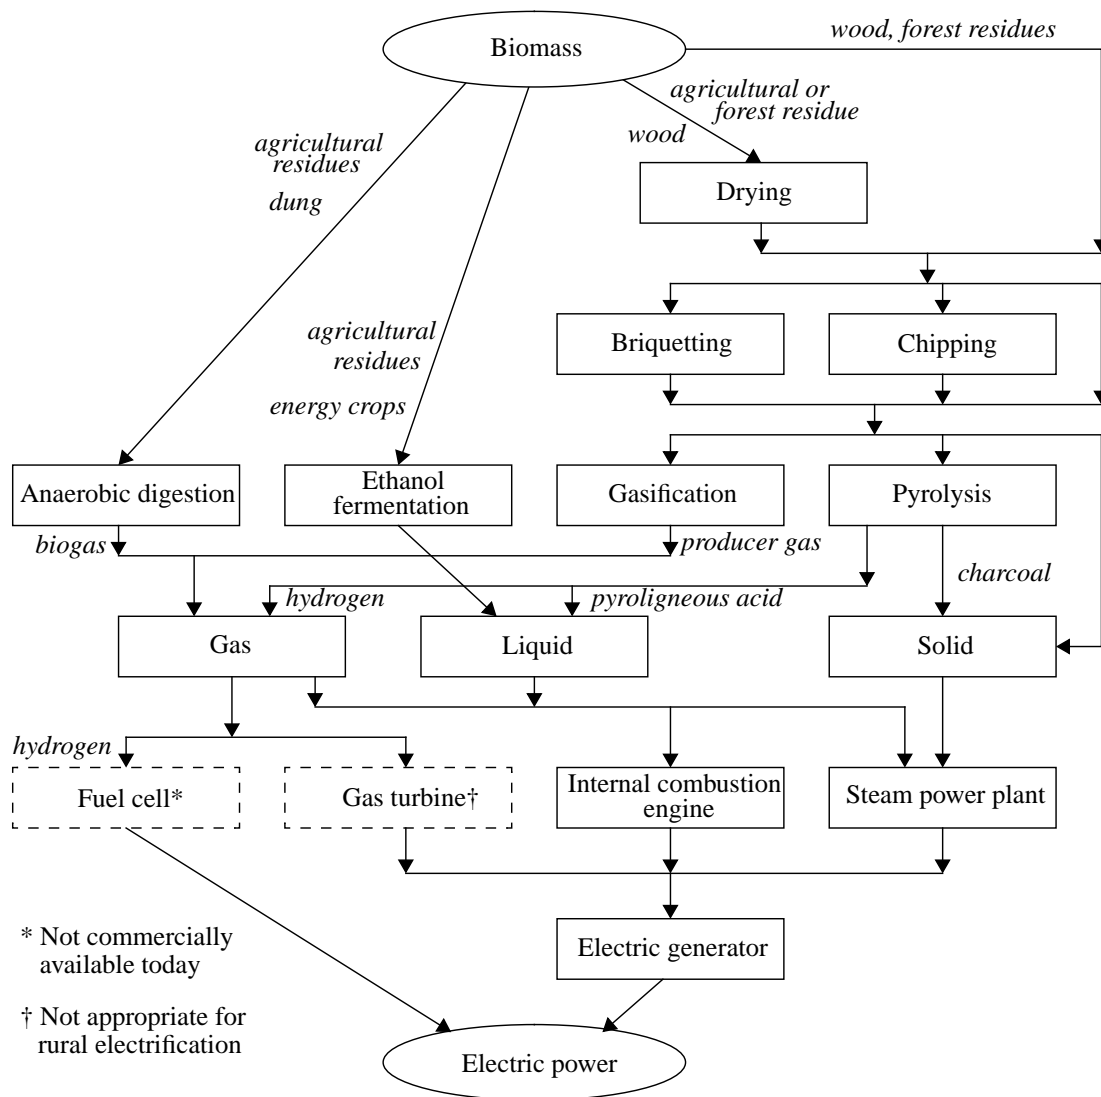 Biomass
wood, forest residues
agricultural or
forest residue
wood
agricultural
residues
dung
Drying
agricultural
residues
energy crops
Briquetting
Chipping
Anaerobic digestion
Ethanol
fermentation
Gasification
Pyrolysis
biogas
producer gas
hydrogen
pyroligneous acid
charcoal
Gas
Liquid
Solid
hydrogen
Fuel cell*
Gas turbine†
Internal combustion
engine
Steam power plant
* Not commercially
available today
Electric generator
† Not appropriate for
rural electrification
Electric power